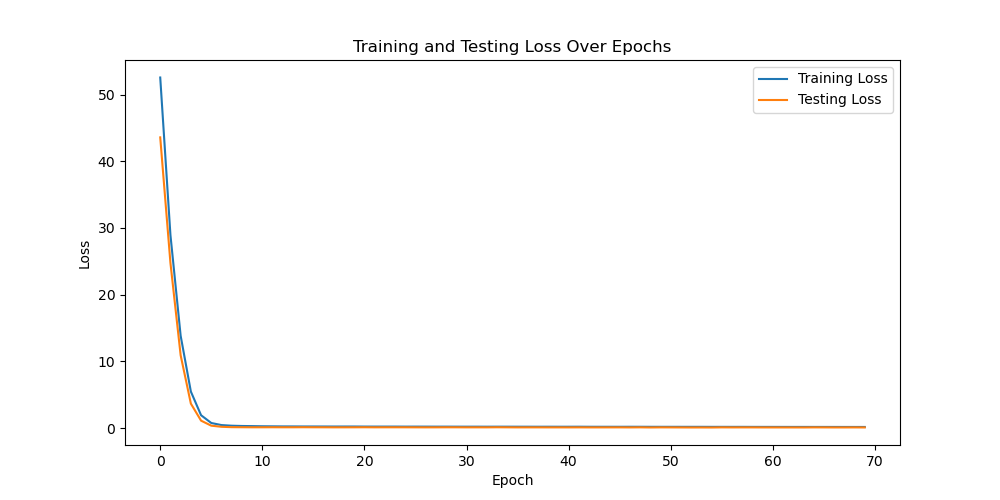 Training and Testing Loss Over Epochs
Training Loss
Testing Loss
Loss
50
40
30
20
10
0
0 10 20 30 40 50 60 70
Epoch